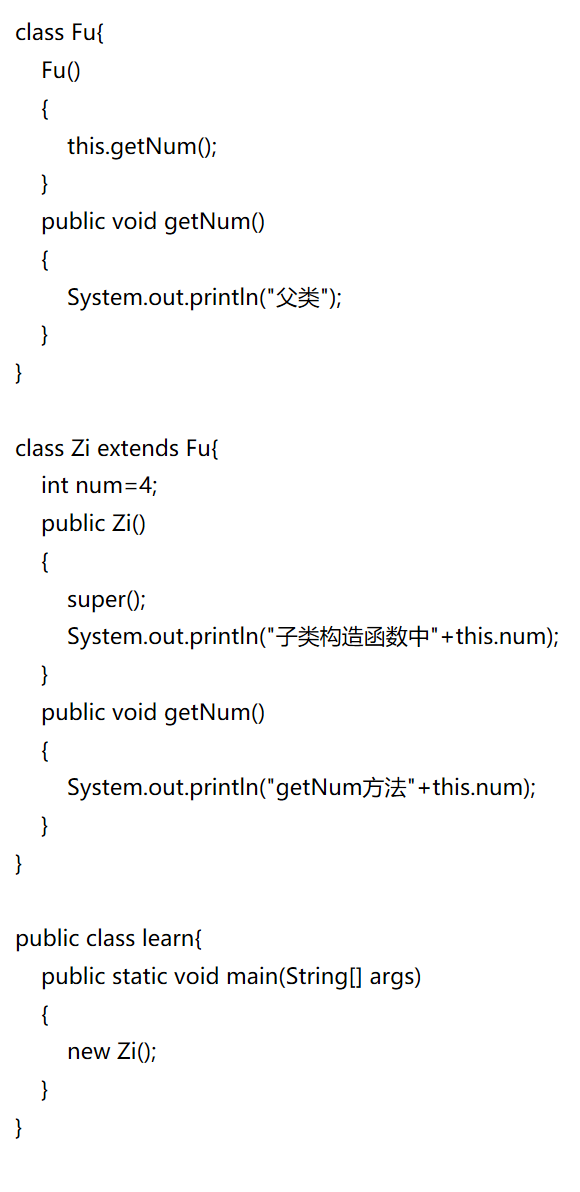 class Fu{
Fu()
{
this.getNum();
}
public void getNum()
{
System.out.println("父类");
}
}
class Zi extends Fu{
int num=4;
public Zi()
{
super();
System.out.println("子类构造函数中"+this.num);
}
public void getNum()
{
System.out.println("getNum方法"+this.num);
}
}
public class learn{
public static void main(String[] args)
{
new Zi();
}
}